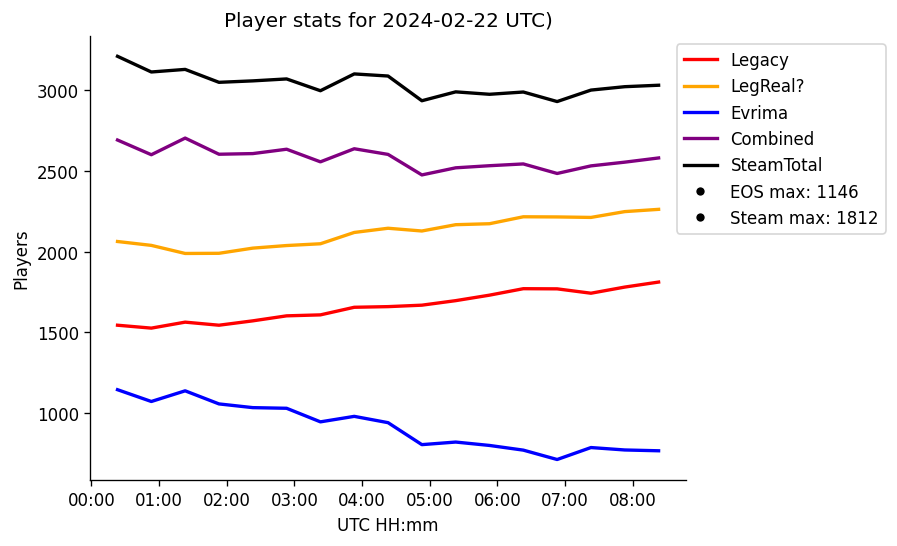 Player stats for 2024-02-22 UTC)
Legacy
LegReal?
Evrima
Combined
SteamTotal
EOS max: 1146
Steam max: 1812
Players
3000
2500
2000
1500
1000
00:00 01:00 02:00 03:00 04:00 05:00 06:00 07:00 08:00
UTC HH:mm